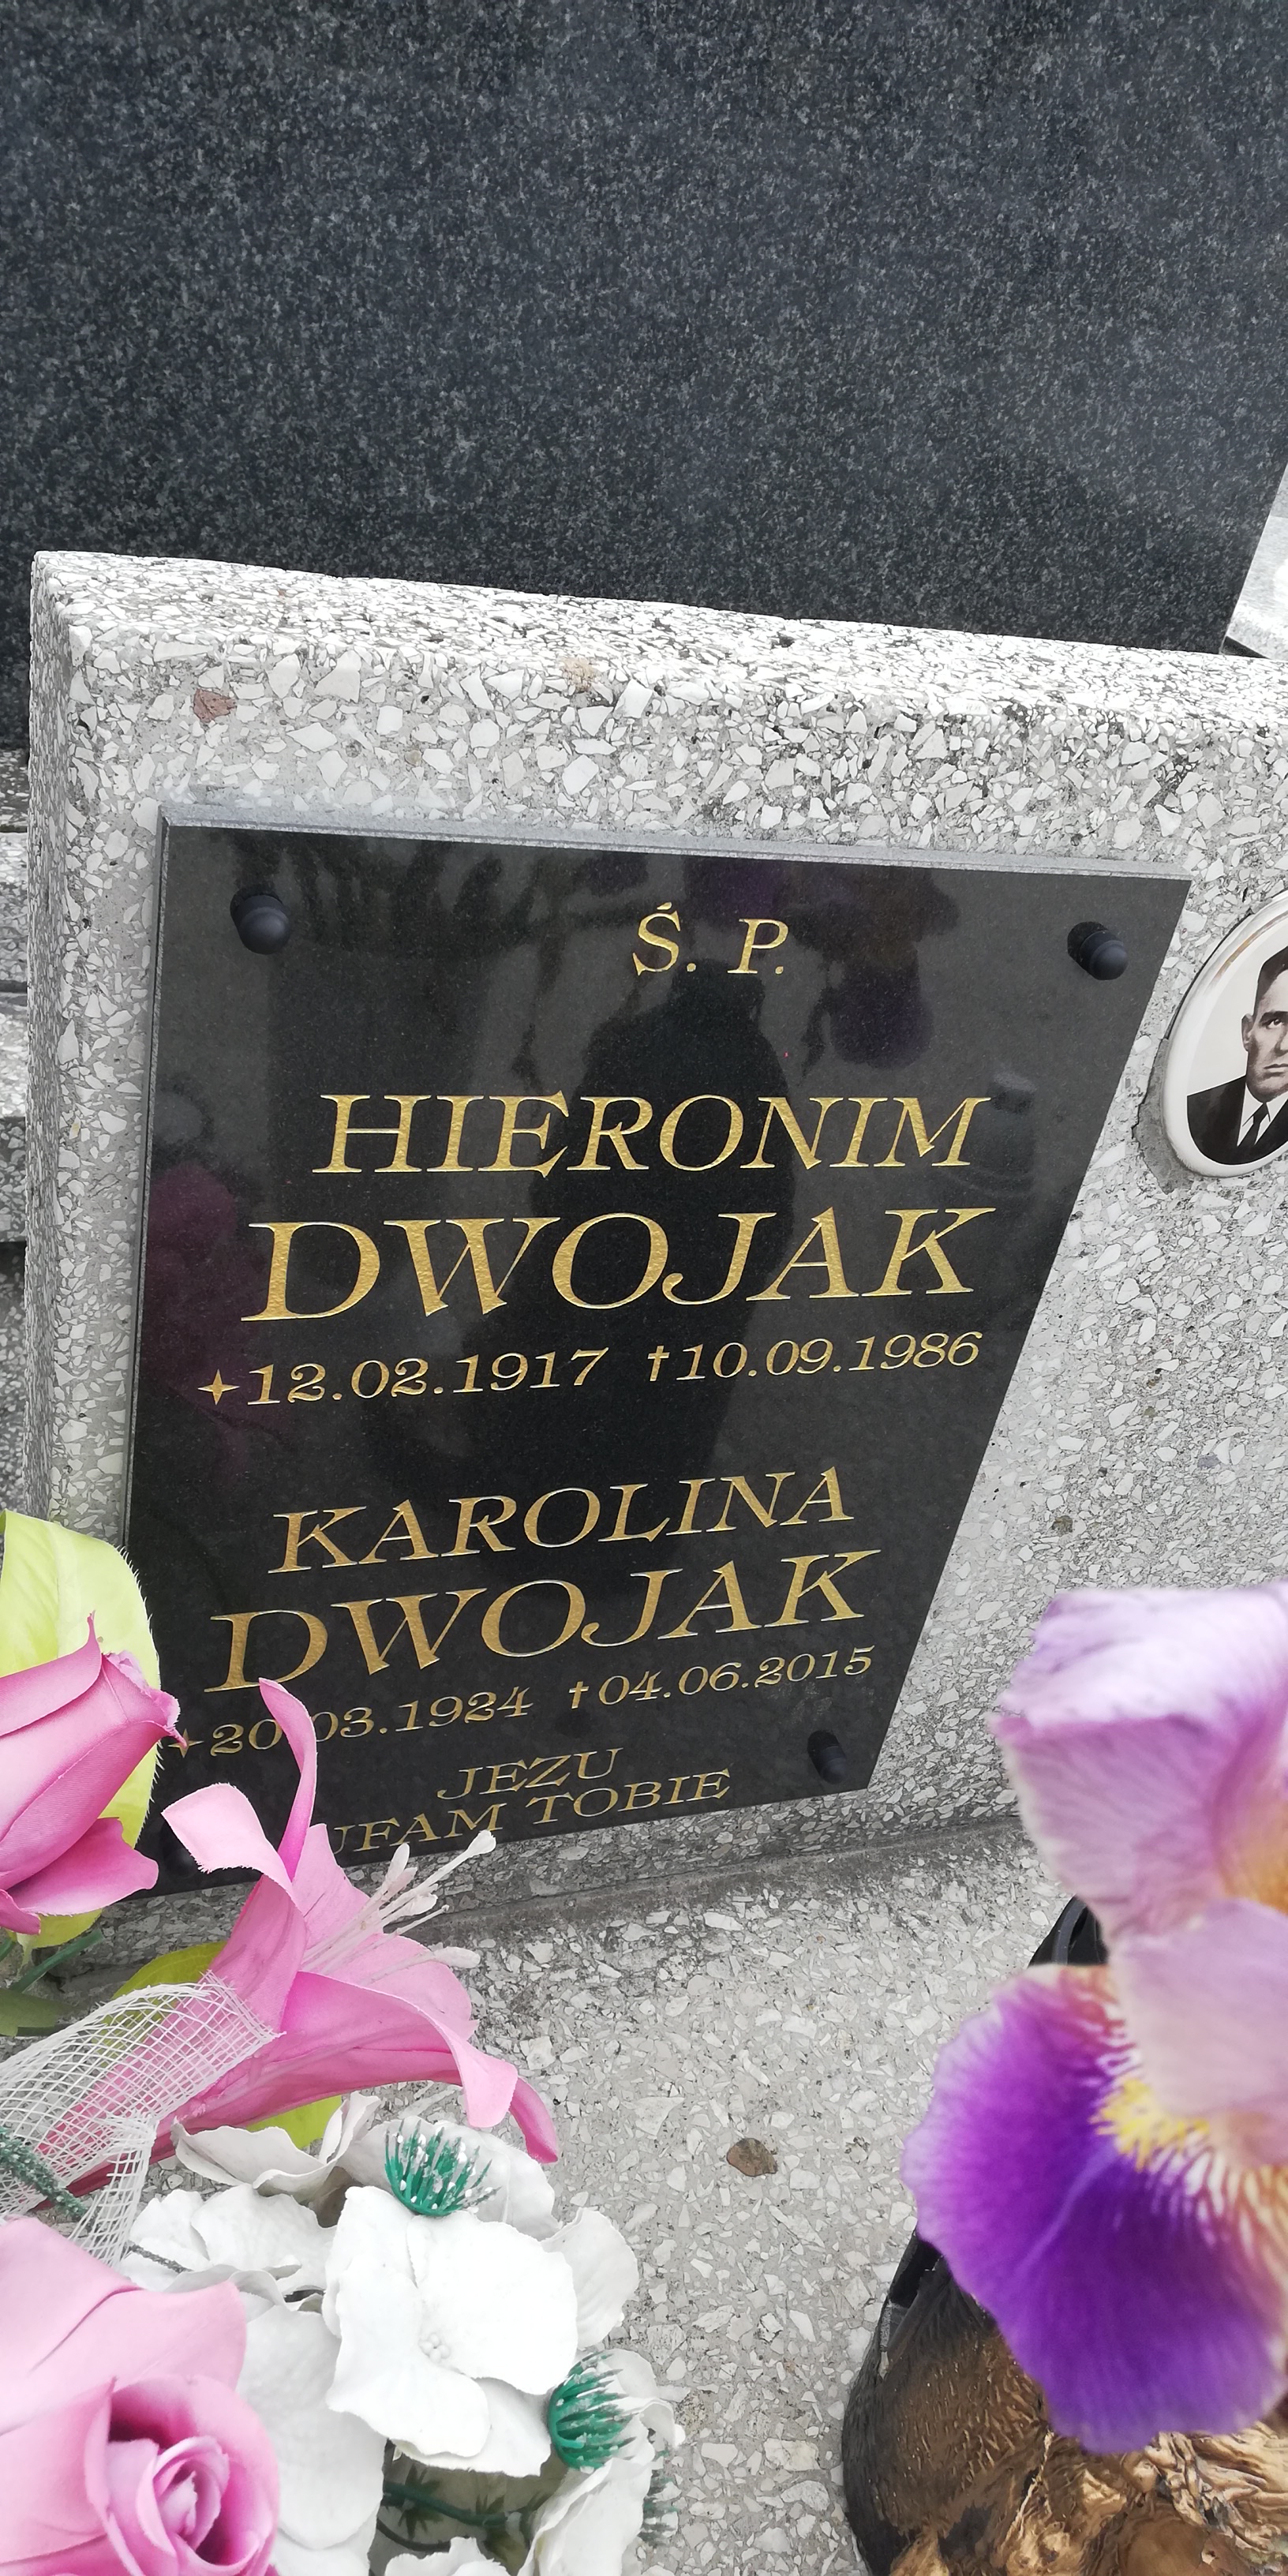 Ś. P.
HIERONIM
DWOJAK
✦12.02.1917 †10.09.1986
KAROLINA
DWOJAK
✦20.03.1924 †04.06.2015
JEZU
UFAM TOBIE